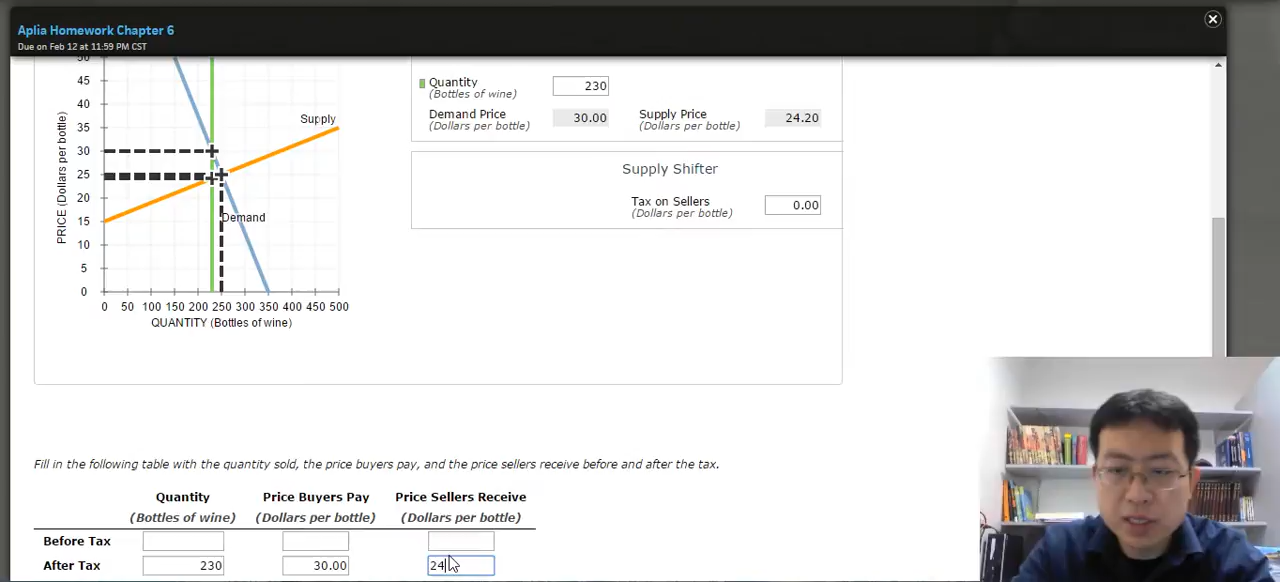 Aplia Homework Chapter 6
Due on Feb 12 at 11:59 PM CST
50
45
40
35
30
25
20
15
10
5
0
PRICE (Dollars per bottle)
Supply
Demand
0 50 100 150 200 250 300 350 400 450 500
QUANTITY (Bottles of wine)
Quantity 230
(Bottles of wine)
Demand Price 30.00 Supply Price 24.20
(Dollars per bottle) (Dollars per bottle)
Supply Shifter
Tax on Sellers 0.00
(Dollars per bottle)
Fill in the following table with the quantity sold, the price buyers pay, and the price sellers receive before and after the tax.
Quantity Price Buyers Pay Price Sellers Receive
(Bottles of wine) (Dollars per bottle) (Dollars per bottle)
Before Tax
After Tax 230 30.00 24